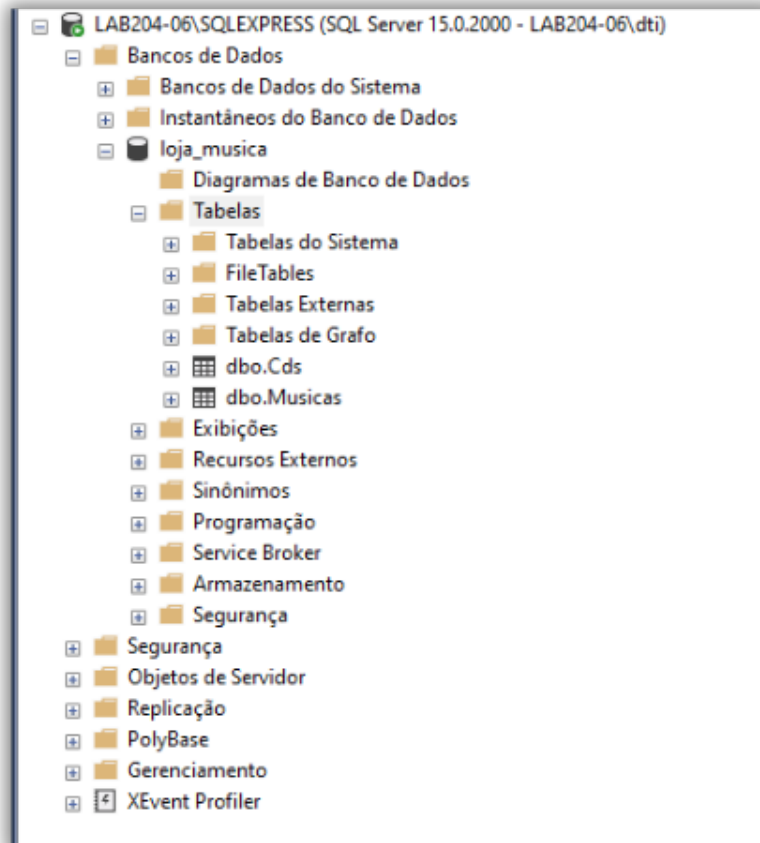 LAB204-06\SQLEXPRESS (SQL Server 15.0.2000 - LAB204-06\dti)
Bancos de Dados
Bancos de Dados do Sistema
Instantâneos do Banco de Dados
loja_musica
Diagramas de Banco de Dados
Tabelas
Tabelas do Sistema
FileTables
Tabelas Externas
Tabelas de Grafo
dbo.Cds
dbo.Musicas
Exibições
Recursos Externos
Sinônimos
Programação
Service Broker
Armazenamento
Segurança
Segurança
Objetos de Servidor
Replicação
PolyBase
Gerenciamento
XEvent Profiler